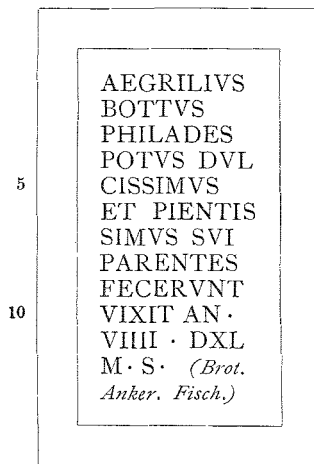 AEGRILIVS
BOTTVS
PHILADES
POTVS DVL
5 CISSIMVS
ET PIENTIS
SIMVS SVI
PARENTES
FECERVNT
10 VIXIT AN ·
VIIII · DXL
M · S · (Brot.
Anker. Fisch.)